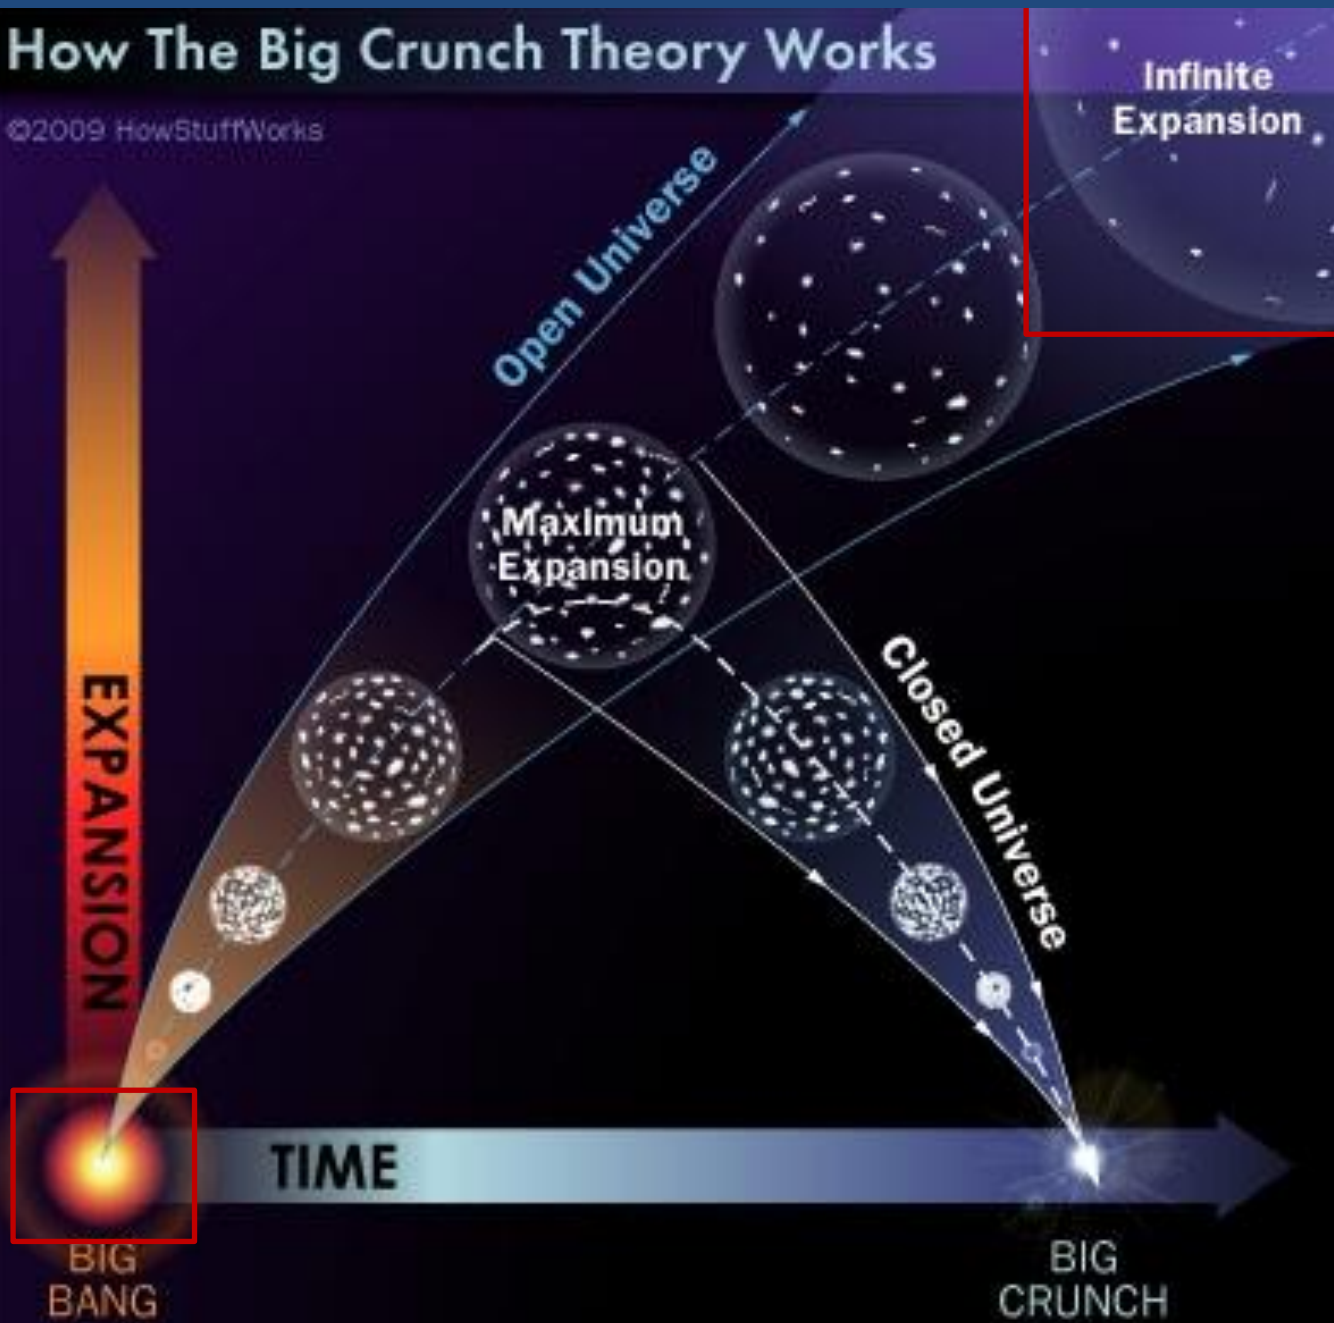 How The Big Crunch Theory Works
©2009 HowStuffWorks
Infinite
Expansion
Open Universe
Maximum
Expansion
Closed Universe
EXPANSION
TIME
BIG
BANG
BIG
CRUNCH